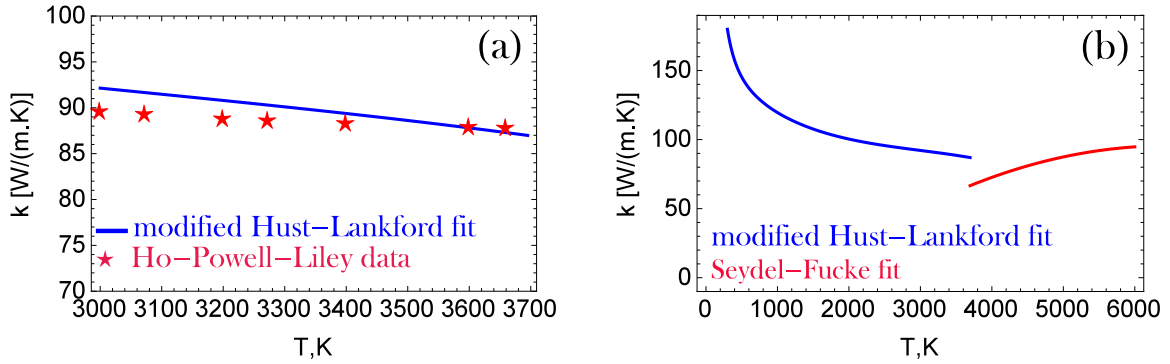 (a)
100
95
90
85
80
75
70
k [W/(m.K)]
modified Hust−Lankford fit
Ho−Powell−Liley data
3000 3100 3200 3300 3400 3500 3600 3700
T,K
(b)
150
100
50
0
k [W/(m.K)]
modified Hust−Lankford fit
Seydel−Fucke fit
0 1000 2000 3000 4000 5000 6000
T,K